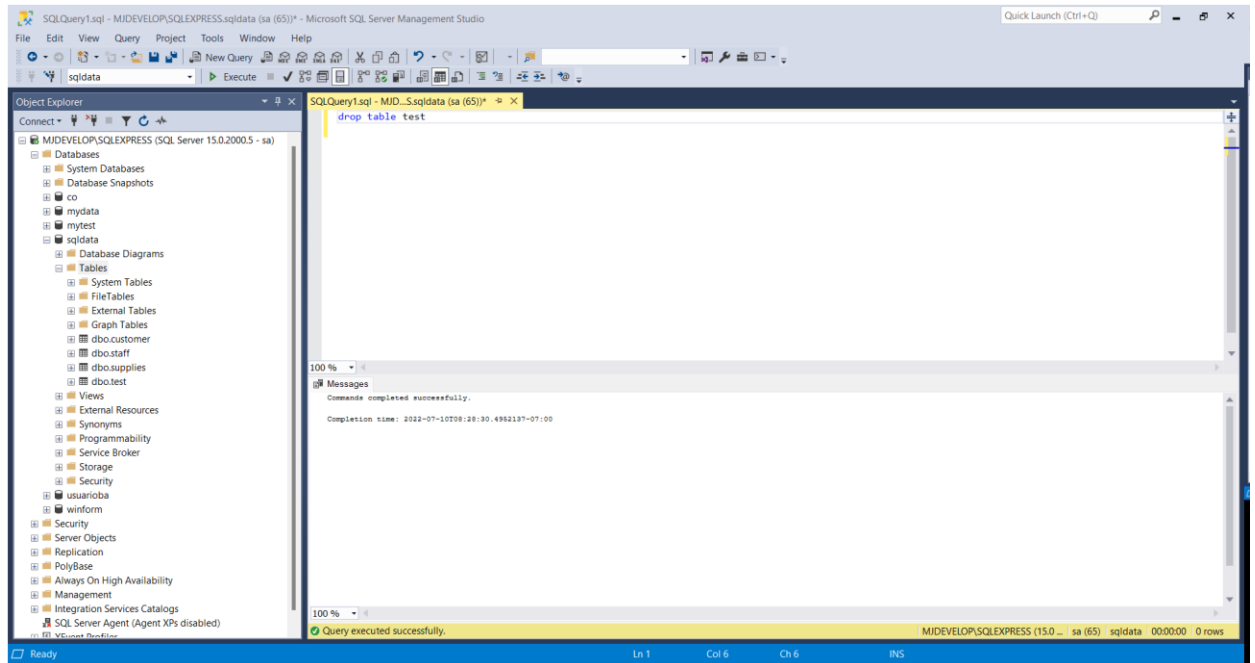 SQLQuery1.sql - MJDEVELOP\SQLEXPRESS.sqldata (sa (65))* - Microsoft SQL Server Management Studio
Quick Launch (Ctrl+Q)
File Edit View Query Project Tools Window Help
New Query
sqldata
Execute
Object Explorer
SQLQuery1.sql - MJD...S.sqldata (sa (65))*
Connect
drop table test
MJDEVELOP\SQLEXPRESS (SQL Server 15.0.2000.5 - sa)
Databases
System Databases
Database Snapshots
co
mydata
mytest
sqldata
Database Diagrams
Tables
System Tables
FileTables
External Tables
Graph Tables
dbo.customer
dbo.staff
dbo.supplies
dbo.test
Views
External Resources
Synonyms
Programmability
Service Broker
Storage
Security
usuarioba
winform
Security
Server Objects
Replication
PolyBase
Always On High Availability
Management
Integration Services Catalogs
SQL Server Agent (Agent XPs disabled)
XEvent Profiler
100 %
Messages
Commands completed successfully.
Completion time: 2022-07-10T08:28:30.4952137-07:00
100 %
Query executed successfully.
MJDEVELOP\SQLEXPRESS (15.0 ... sa (65) sqldata 00:00:00 0 rows
Ready
Ln 1 Col 6 Ch 6 INS